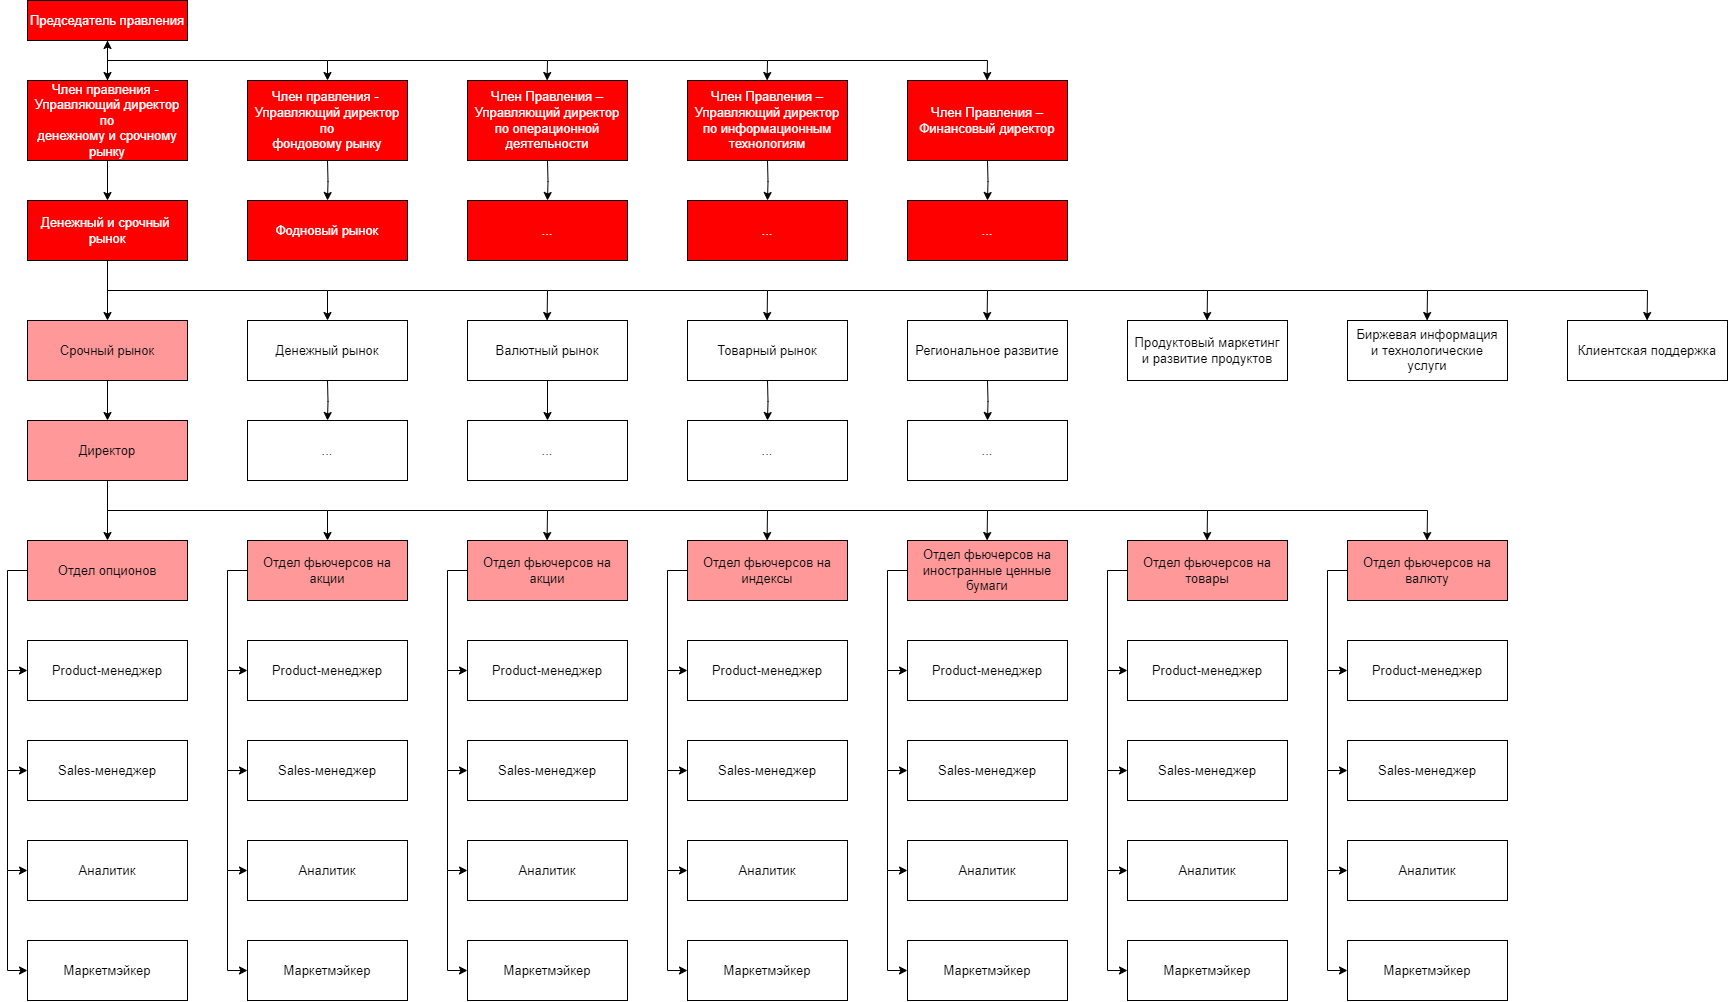 Председатель правления
Член правления -
Управляющий директор
по
денежному и срочному
рынку
Член правления -
Управляющий директор
по
фондовому рынку
Член Правления –
Управляющий директор
по операционной
деятельности
Член Правления –
Управляющий директор
по информационным
технологиям
Член Правления –
Финансовый директор
Денежный и срочный
рынок
Фодновый рынок
...
...
...
Срочный рынок
Денежный рынок
Валютный рынок
Товарный рынок
Региональное развитие
Продуктовый маркетинг
и развитие продуктов
Биржевая информация
и технологические
услуги
Клиентская поддержка
Директор
...
...
...
...
Отдел опционов
Отдел фьючерсов на
акции
Отдел фьючерсов на
акции
Отдел фьючерсов на
индексы
Отдел фьючерсов на
иностранные ценные
бумаги
Отдел фьючерсов на
товары
Отдел фьючерсов на
валюту
Product-менеджер
Product-менеджер
Product-менеджер
Product-менеджер
Product-менеджер
Product-менеджер
Product-менеджер
Sales-менеджер
Sales-менеджер
Sales-менеджер
Sales-менеджер
Sales-менеджер
Sales-менеджер
Sales-менеджер
Аналитик
Аналитик
Аналитик
Аналитик
Аналитик
Аналитик
Аналитик
Маркетмэйкер
Маркетмэйкер
Маркетмэйкер
Маркетмэйкер
Маркетмэйкер
Маркетмэйкер
Маркетмэйкер